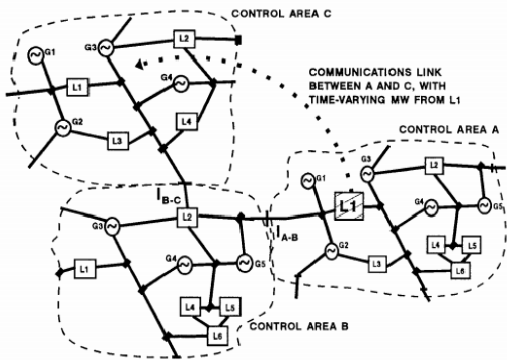 CONTROL AREA C
G1
G3
L2
G4
L1
G2
L3
L4
COMMUNICATIONS LINK
BETWEEN A AND C, WITH
TIME-VARYING MW FROM L1
CONTROL AREA A
G1
G3
L2
L1
G4
G5
G2
L3
L4
L5
L6
I B-C
I A-B
G3
L2
L1
G4
G5
L4
L5
L6
CONTROL AREA B